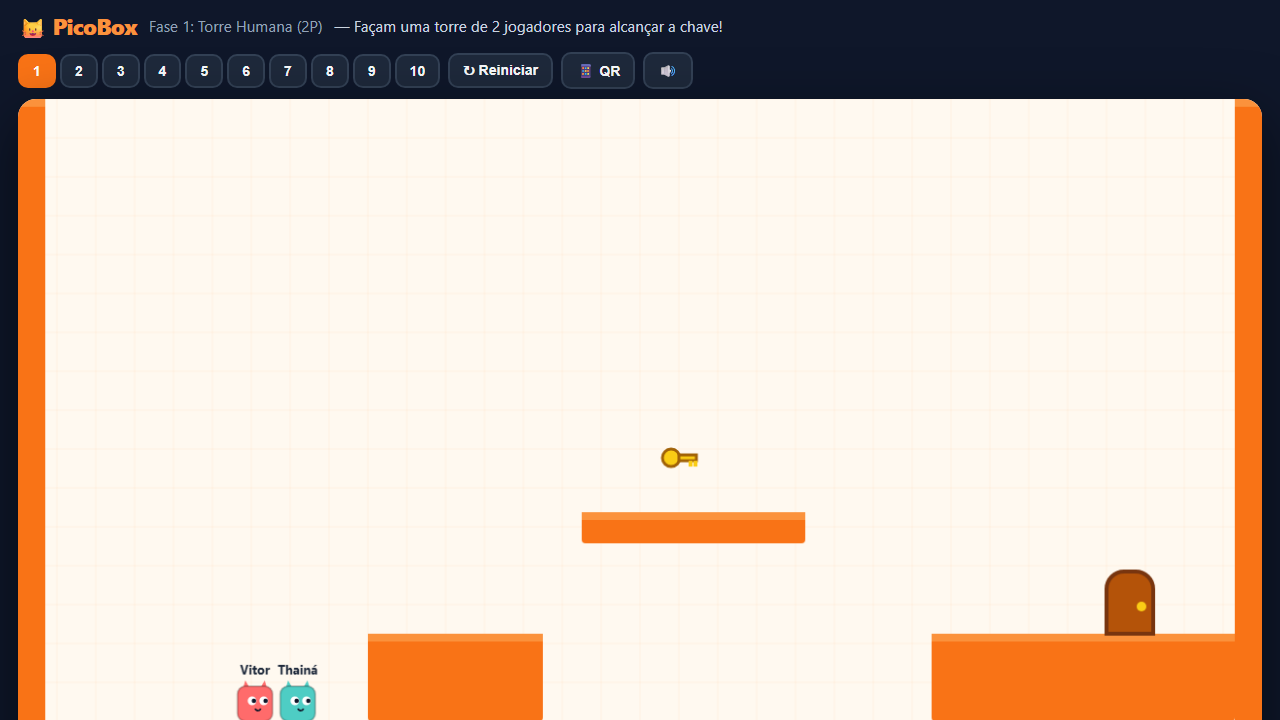 PicoBox Fase 1: Torre Humana (2P) — Façam uma torre de 2 jogadores para alcançar a chave!
1 2 3 4 5 6 7 8 9 10 ↻ Reiniciar QR
Vitor Thainá